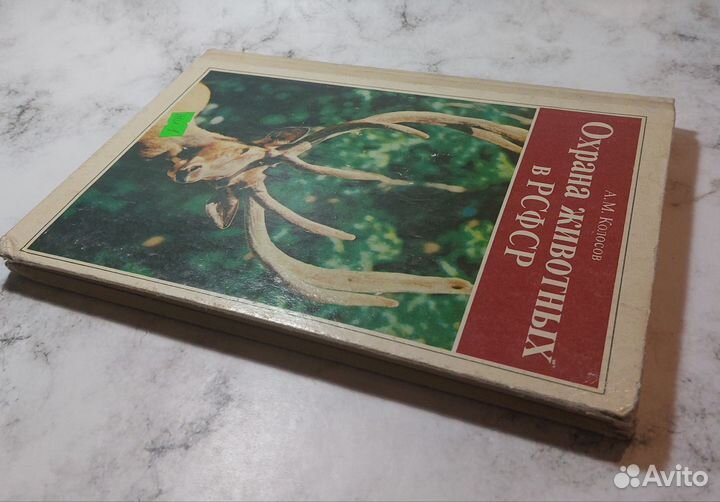 А.М. Колосов
Охрана животных
в РСФСР
Avito